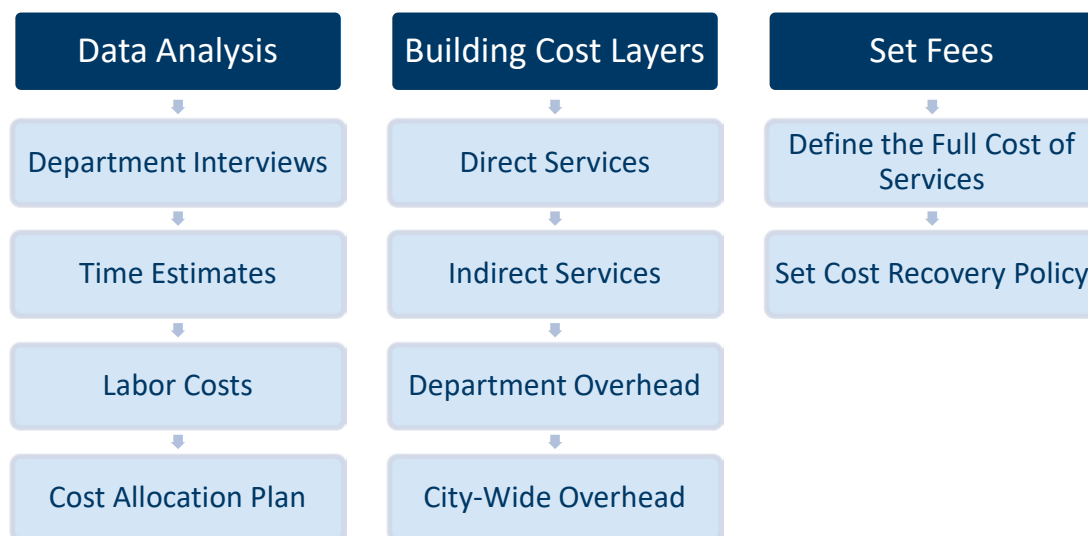 Data Analysis
Department Interviews
Time Estimates
Labor Costs
Cost Allocation Plan
Building Cost Layers
Direct Services
Indirect Services
Department Overhead
City-Wide Overhead
Set Fees
Define the Full Cost of
Services
Set Cost Recovery Policy